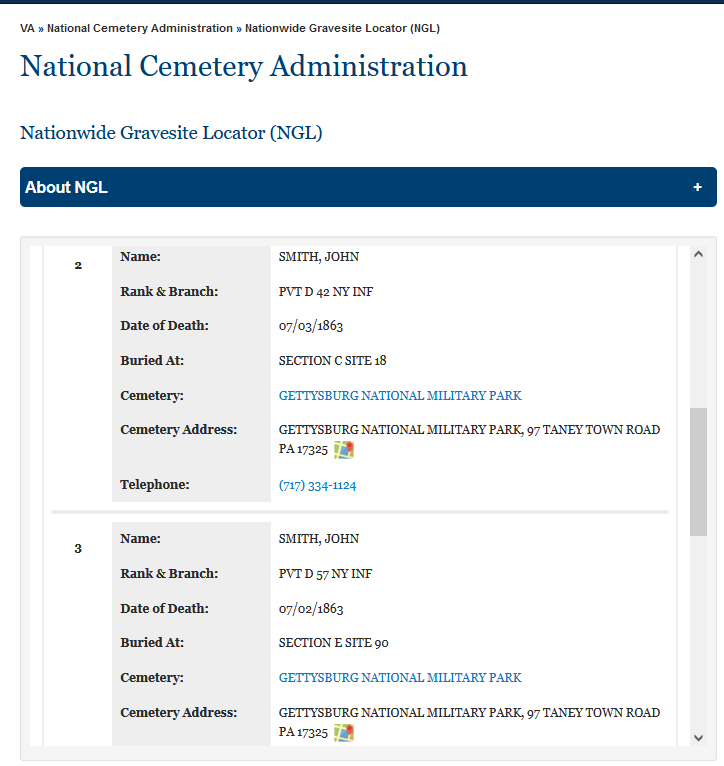 VA » National Cemetery Administration » Nationwide Gravesite Locator (NGL)
National Cemetery Administration
Nationwide Gravesite Locator (NGL)
About NGL +
2
Name: SMITH, JOHN
Rank & Branch: PVT D 42 NY INF
Date of Death: 07/03/1863
Buried At: SECTION C SITE 18
Cemetery: GETTYSBURG NATIONAL MILITARY PARK
Cemetery Address: GETTYSBURG NATIONAL MILITARY PARK, 97 TANEY TOWN ROAD
PA 17325
Telephone: (717) 334-1124
3
Name: SMITH, JOHN
Rank & Branch: PVT D 57 NY INF
Date of Death: 07/02/1863
Buried At: SECTION E SITE 90
Cemetery: GETTYSBURG NATIONAL MILITARY PARK
Cemetery Address: GETTYSBURG NATIONAL MILITARY PARK, 97 TANEY TOWN ROAD
PA 17325